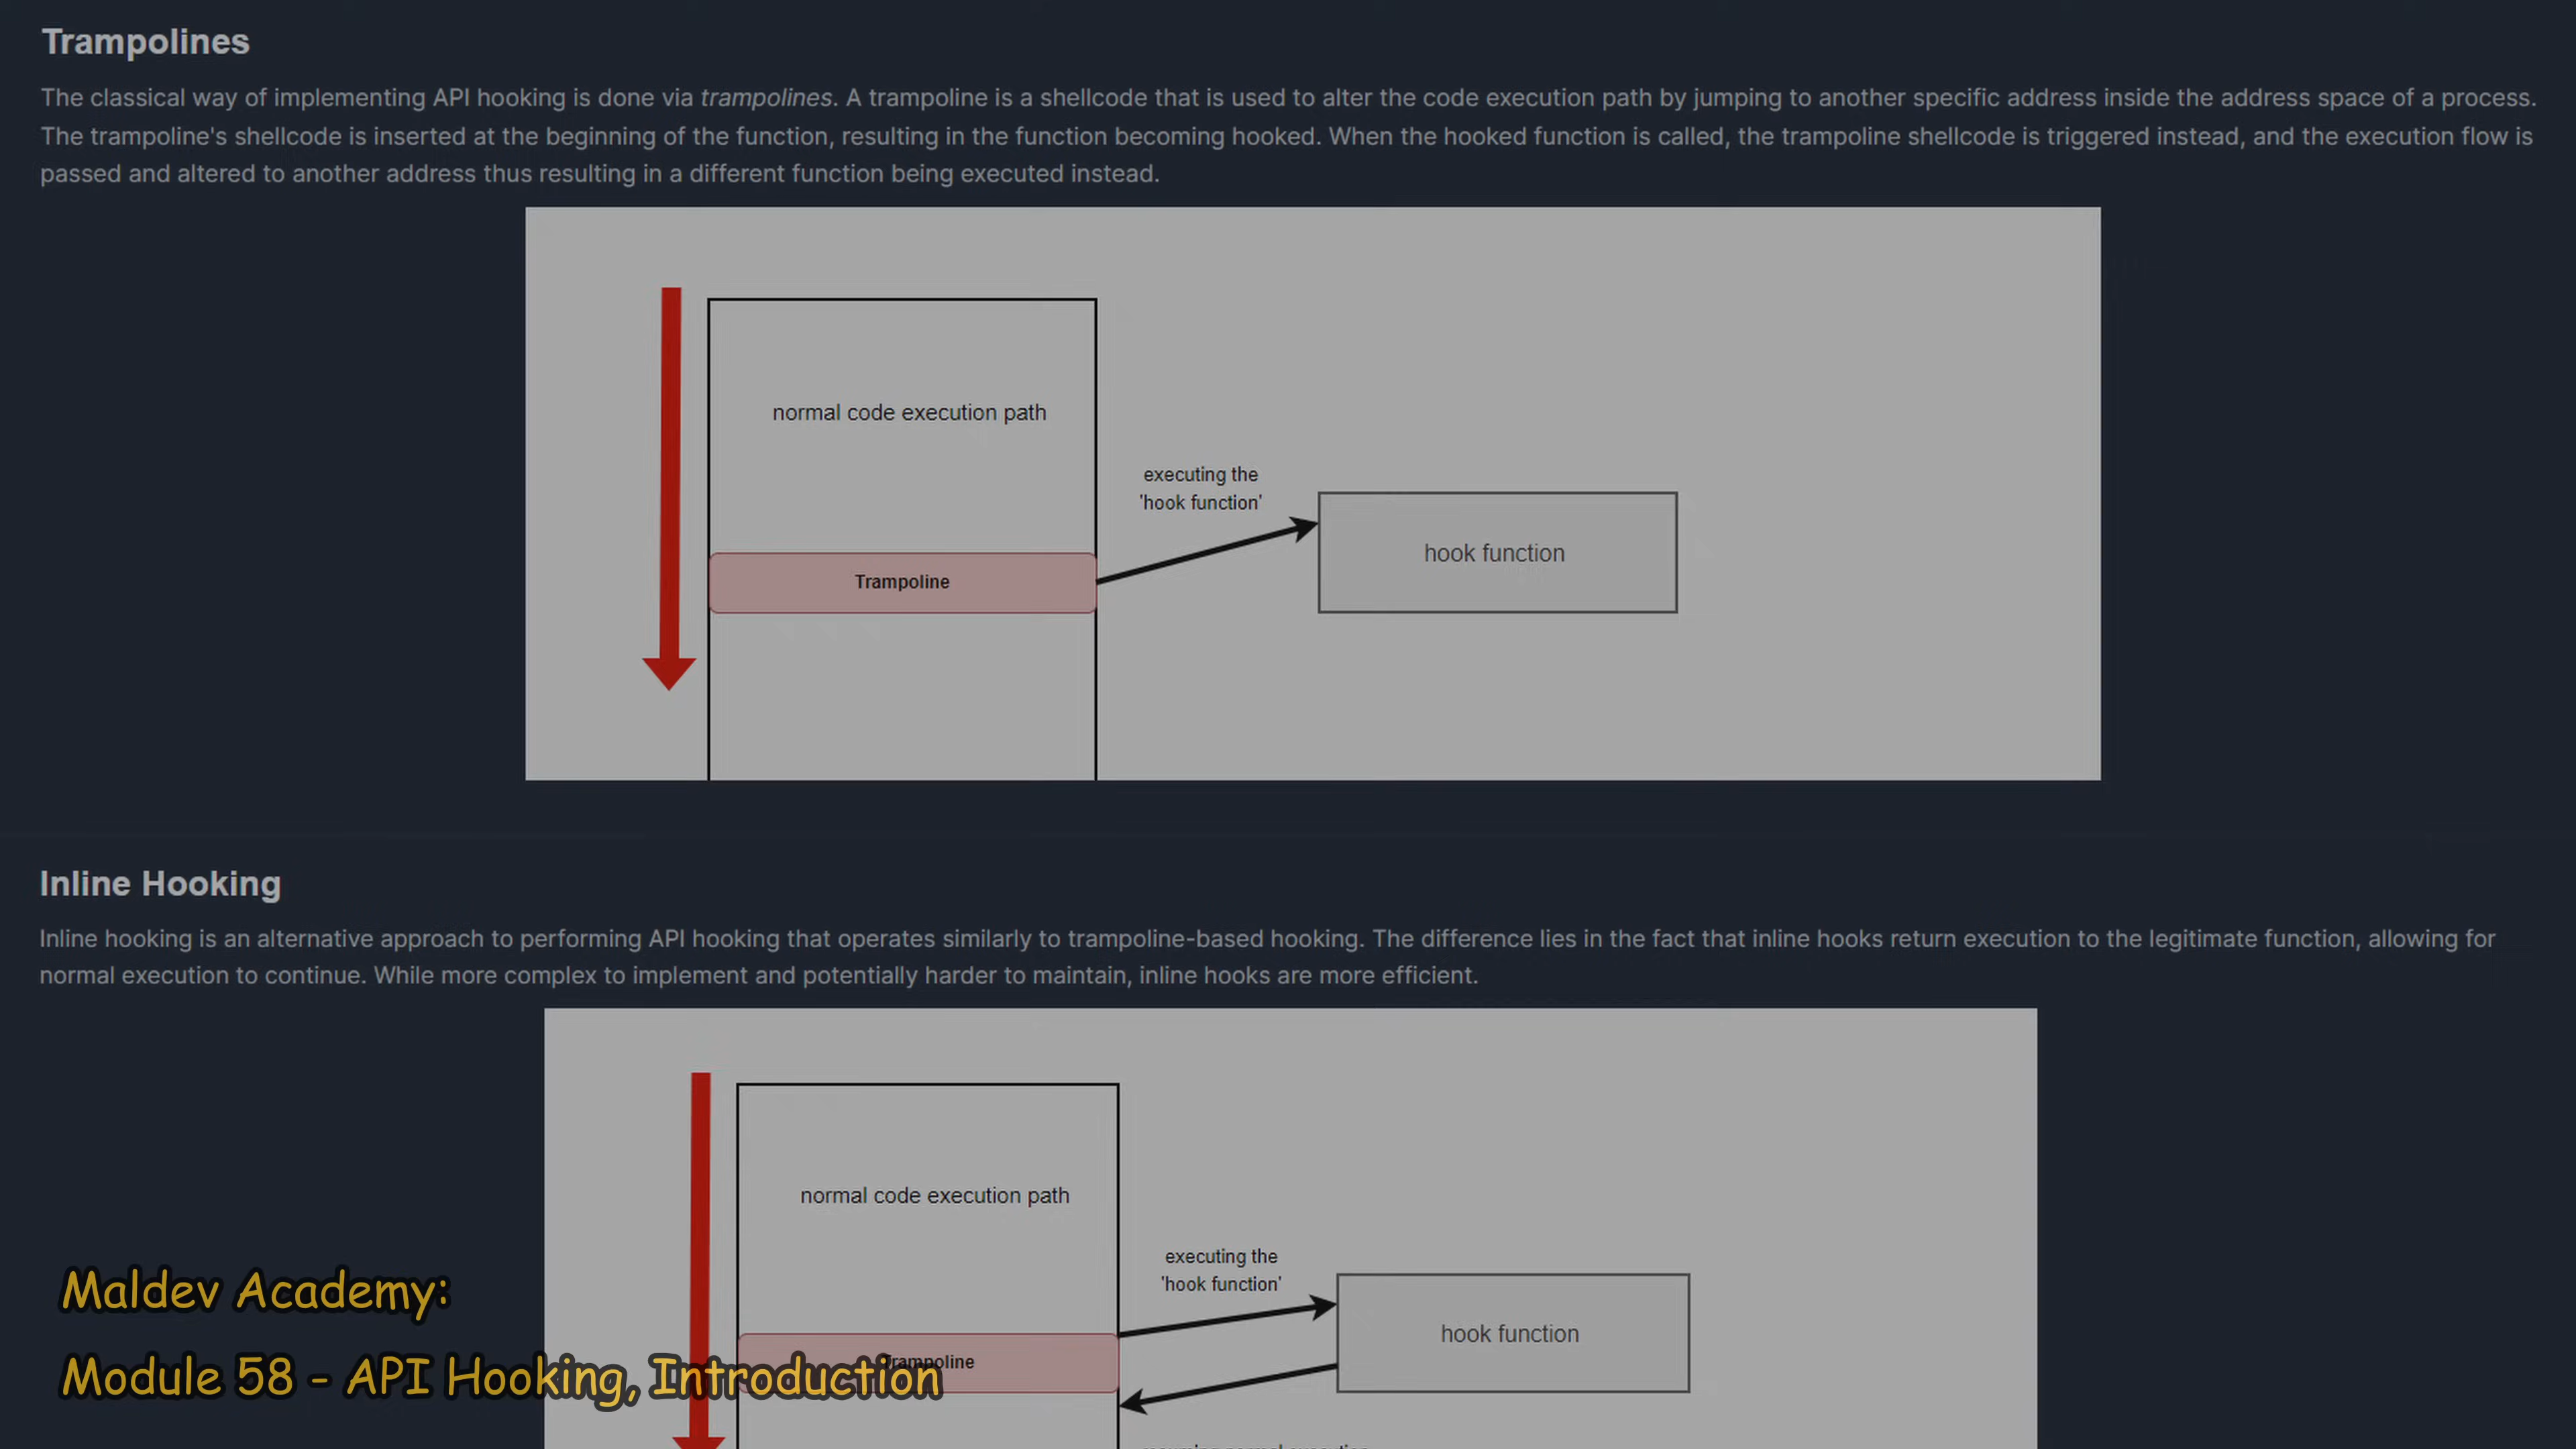 Trampolines
The classical way of implementing API hooking is done via trampolines. A trampoline is a shellcode that is used to alter the code execution path by jumping to another specific address inside the address space of a process.
The trampoline's shellcode is inserted at the beginning of the function, resulting in the function becoming hooked. When the hooked function is called, the trampoline shellcode is triggered instead, and the execution flow is
passed and altered to another address thus resulting in a different function being executed instead.
normal code execution path
executing the
'hook function'
hook function
Trampoline
Inline Hooking
Inline hooking is an alternative approach to performing API hooking that operates similarly to trampoline-based hooking. The difference lies in the fact that inline hooks return execution to the legitimate function, allowing for
normal execution to continue. While more complex to implement and potentially harder to maintain, inline hooks are more efficient.
normal code execution path
executing the
'hook function'
hook function
Trampoline
Maldev Academy:
Module 58 - API Hooking, Introduction